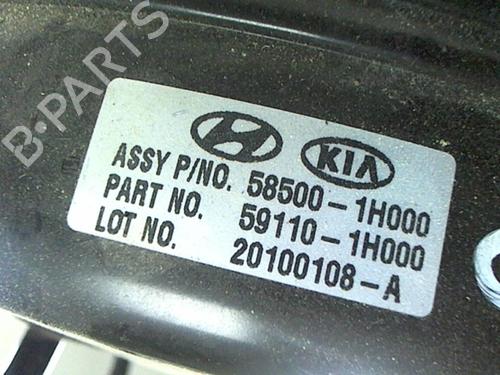 B-PARTS
KIA
ASSY P/NO. 58500-1H000
PART NO. 59110-1H000
LOT NO. 20100108-A